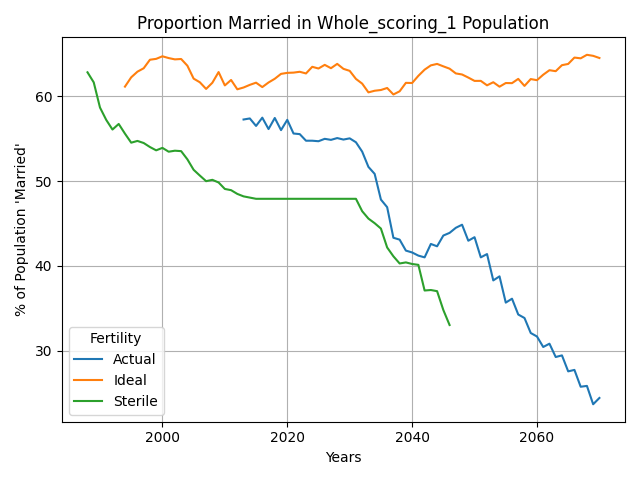 Proportion Married in Whole_scoring_1 Population
% of Population 'Married'
60
50
40
30
Fertility
Actual
Ideal
Sterile
2000 2020 2040 2060
Years